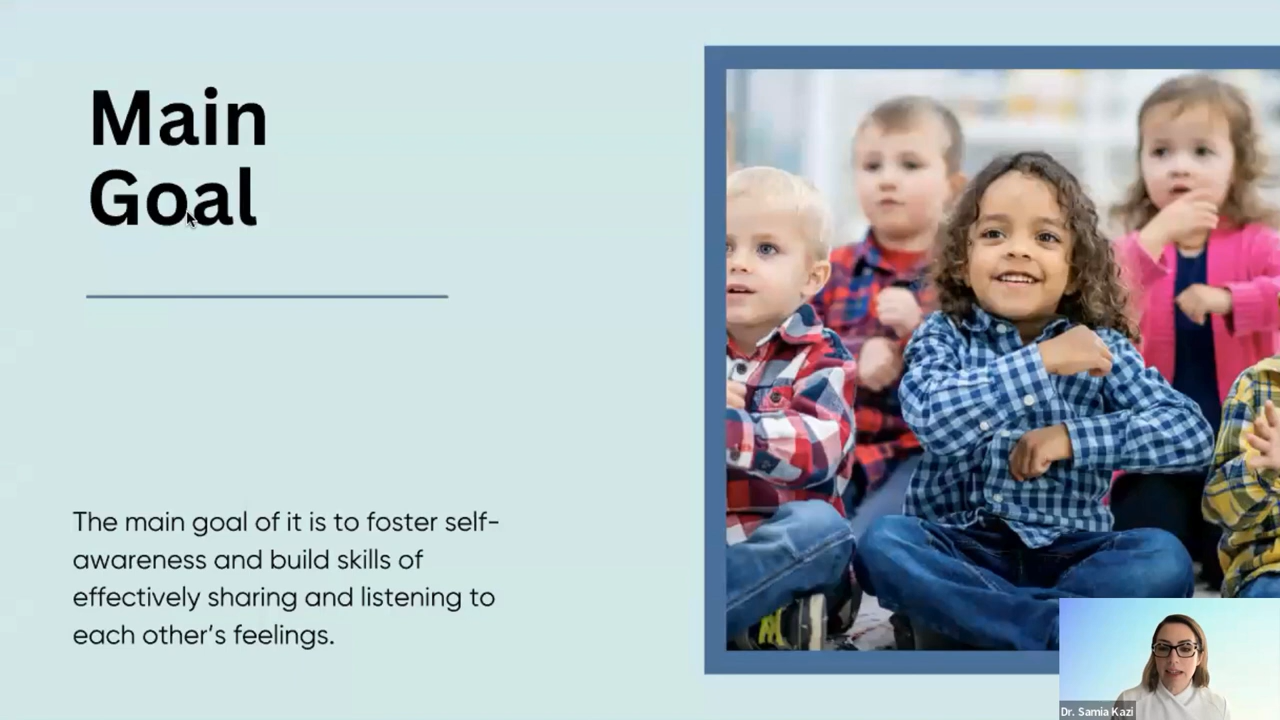 Main
Goal
The main goal of it is to foster self-
awareness and build skills of
effectively sharing and listening to
each other's feelings.
Dr. Samia Kazi